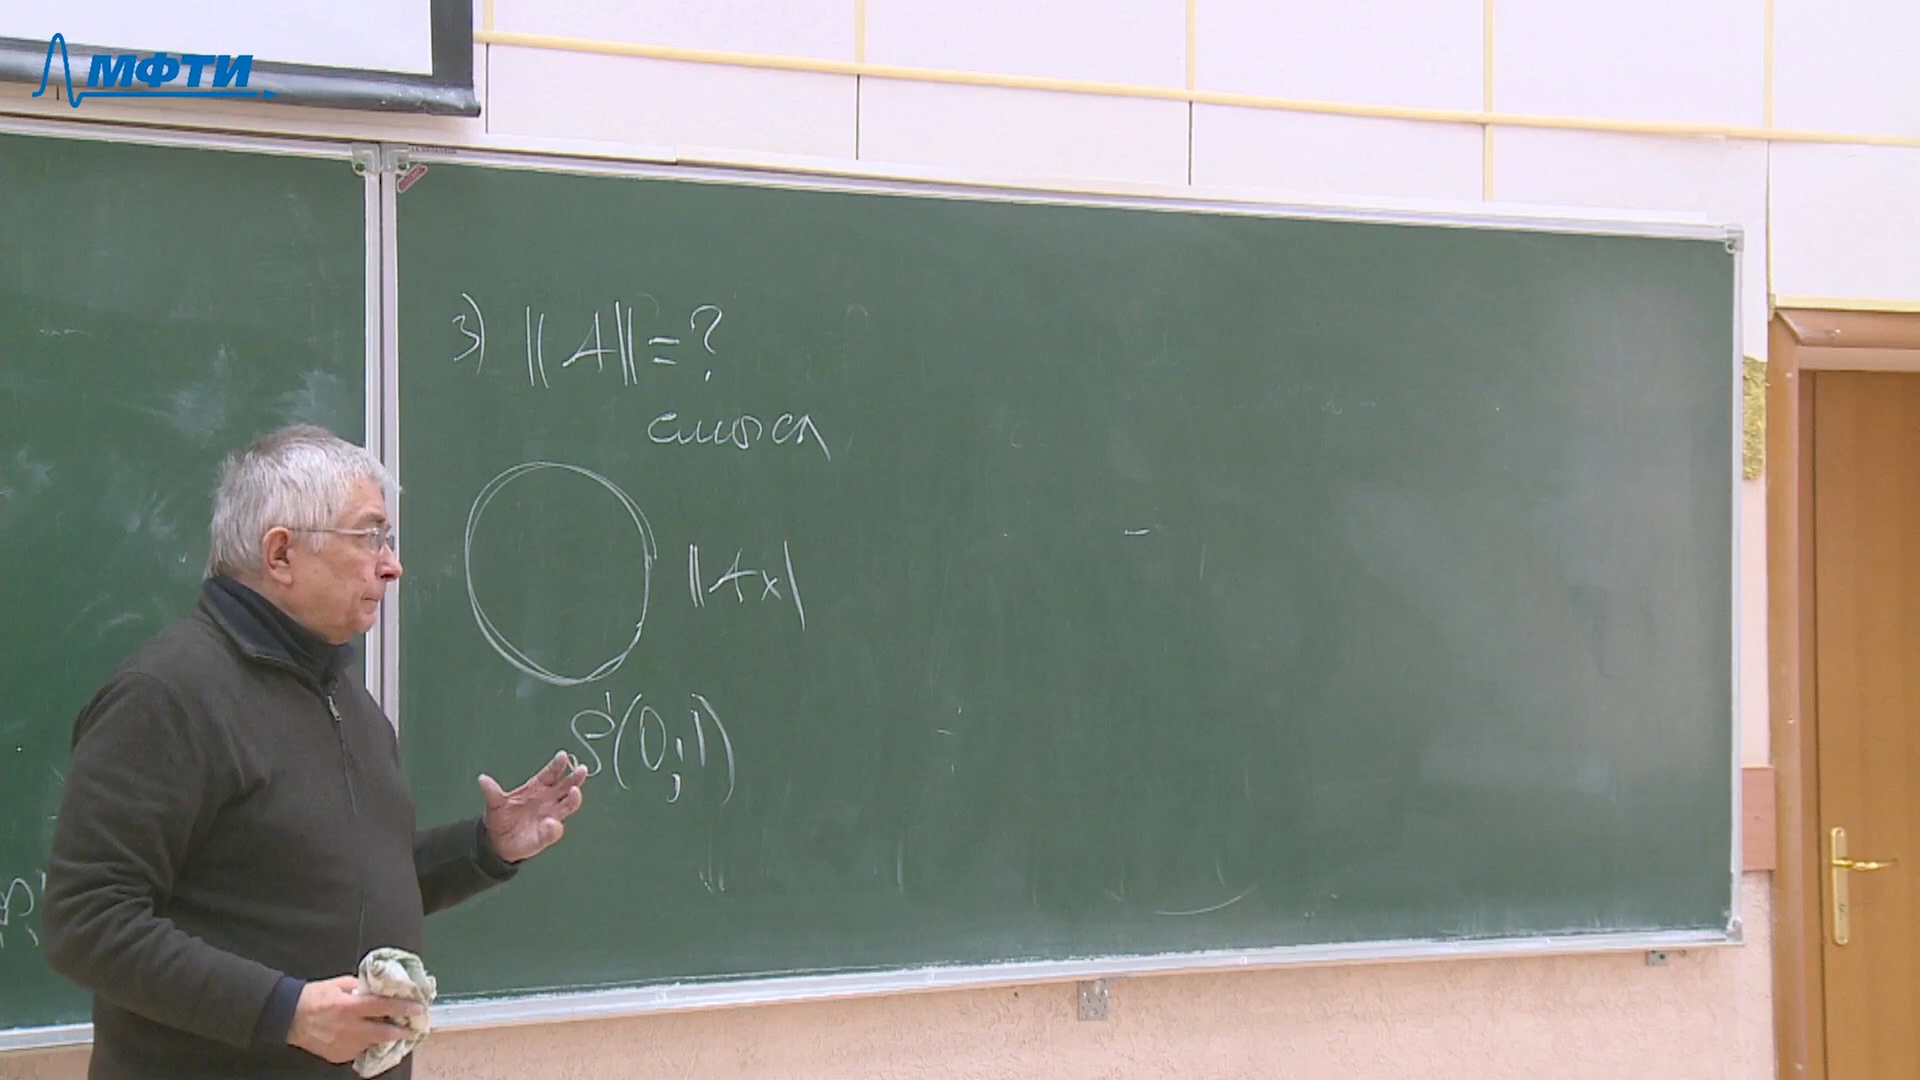 МФТИ
3) ||A|| = ?
смысл
||Ax|
S(0;1)